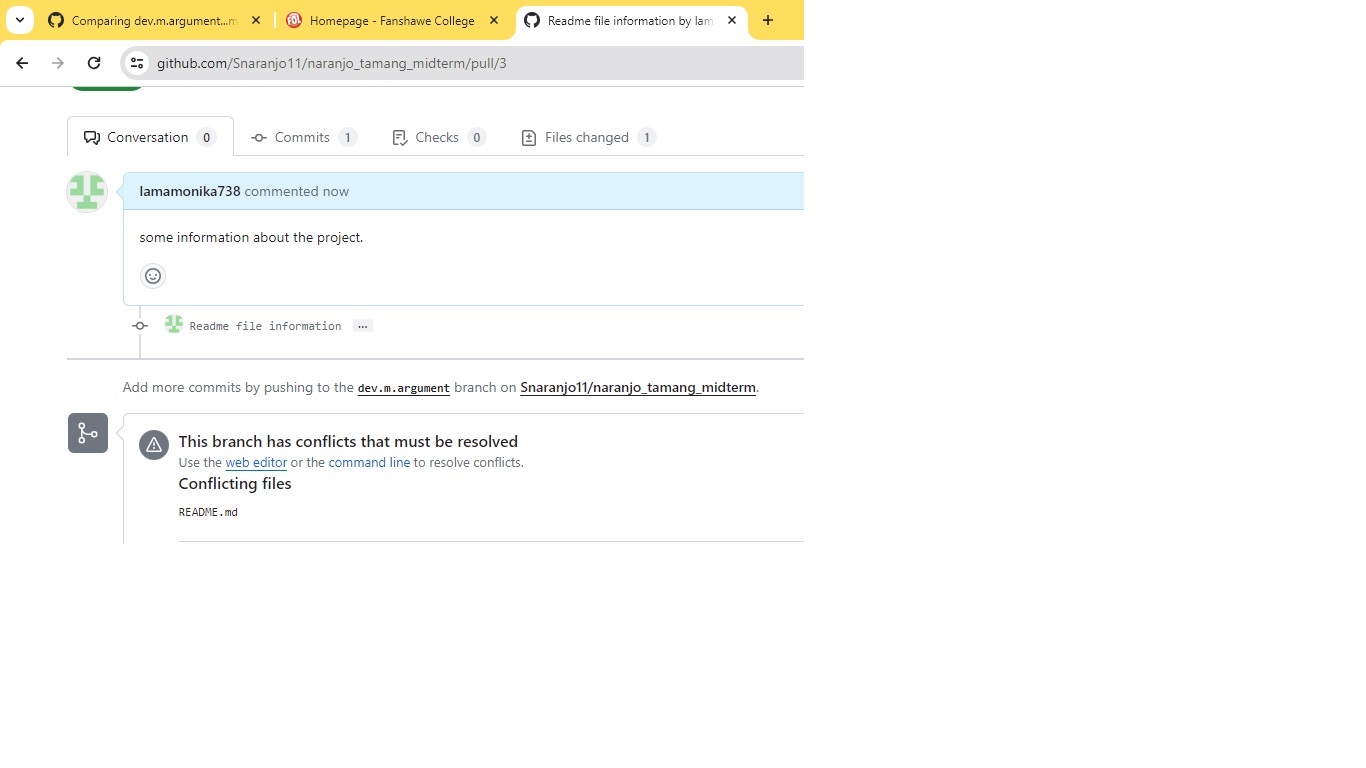 Comparing dev.m.argument...m
Homepage - Fanshawe College
Readme file information by lam
github.com/Snaranjo11/naranjo_tamang_midterm/pull/3
Conversation 0
Commits 1
Checks 0
Files changed 1
lamamonika738 commented now
some information about the project.
Readme file information ...
Add more commits by pushing to the dev.m.argument branch on Snaranjo11/naranjo_tamang_midterm.
This branch has conflicts that must be resolved
Use the web editor or the command line to resolve conflicts.
Conflicting files
README.md